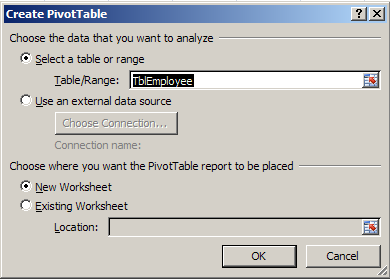 Create PivotTable
Choose the data that you want to analyze
Select a table or range
Table/Range: TblEmployee
Use an external data source
Choose Connection...
Connection name:
Choose where you want the PivotTable report to be placed
New Worksheet
Existing Worksheet
Location:
OK Cancel